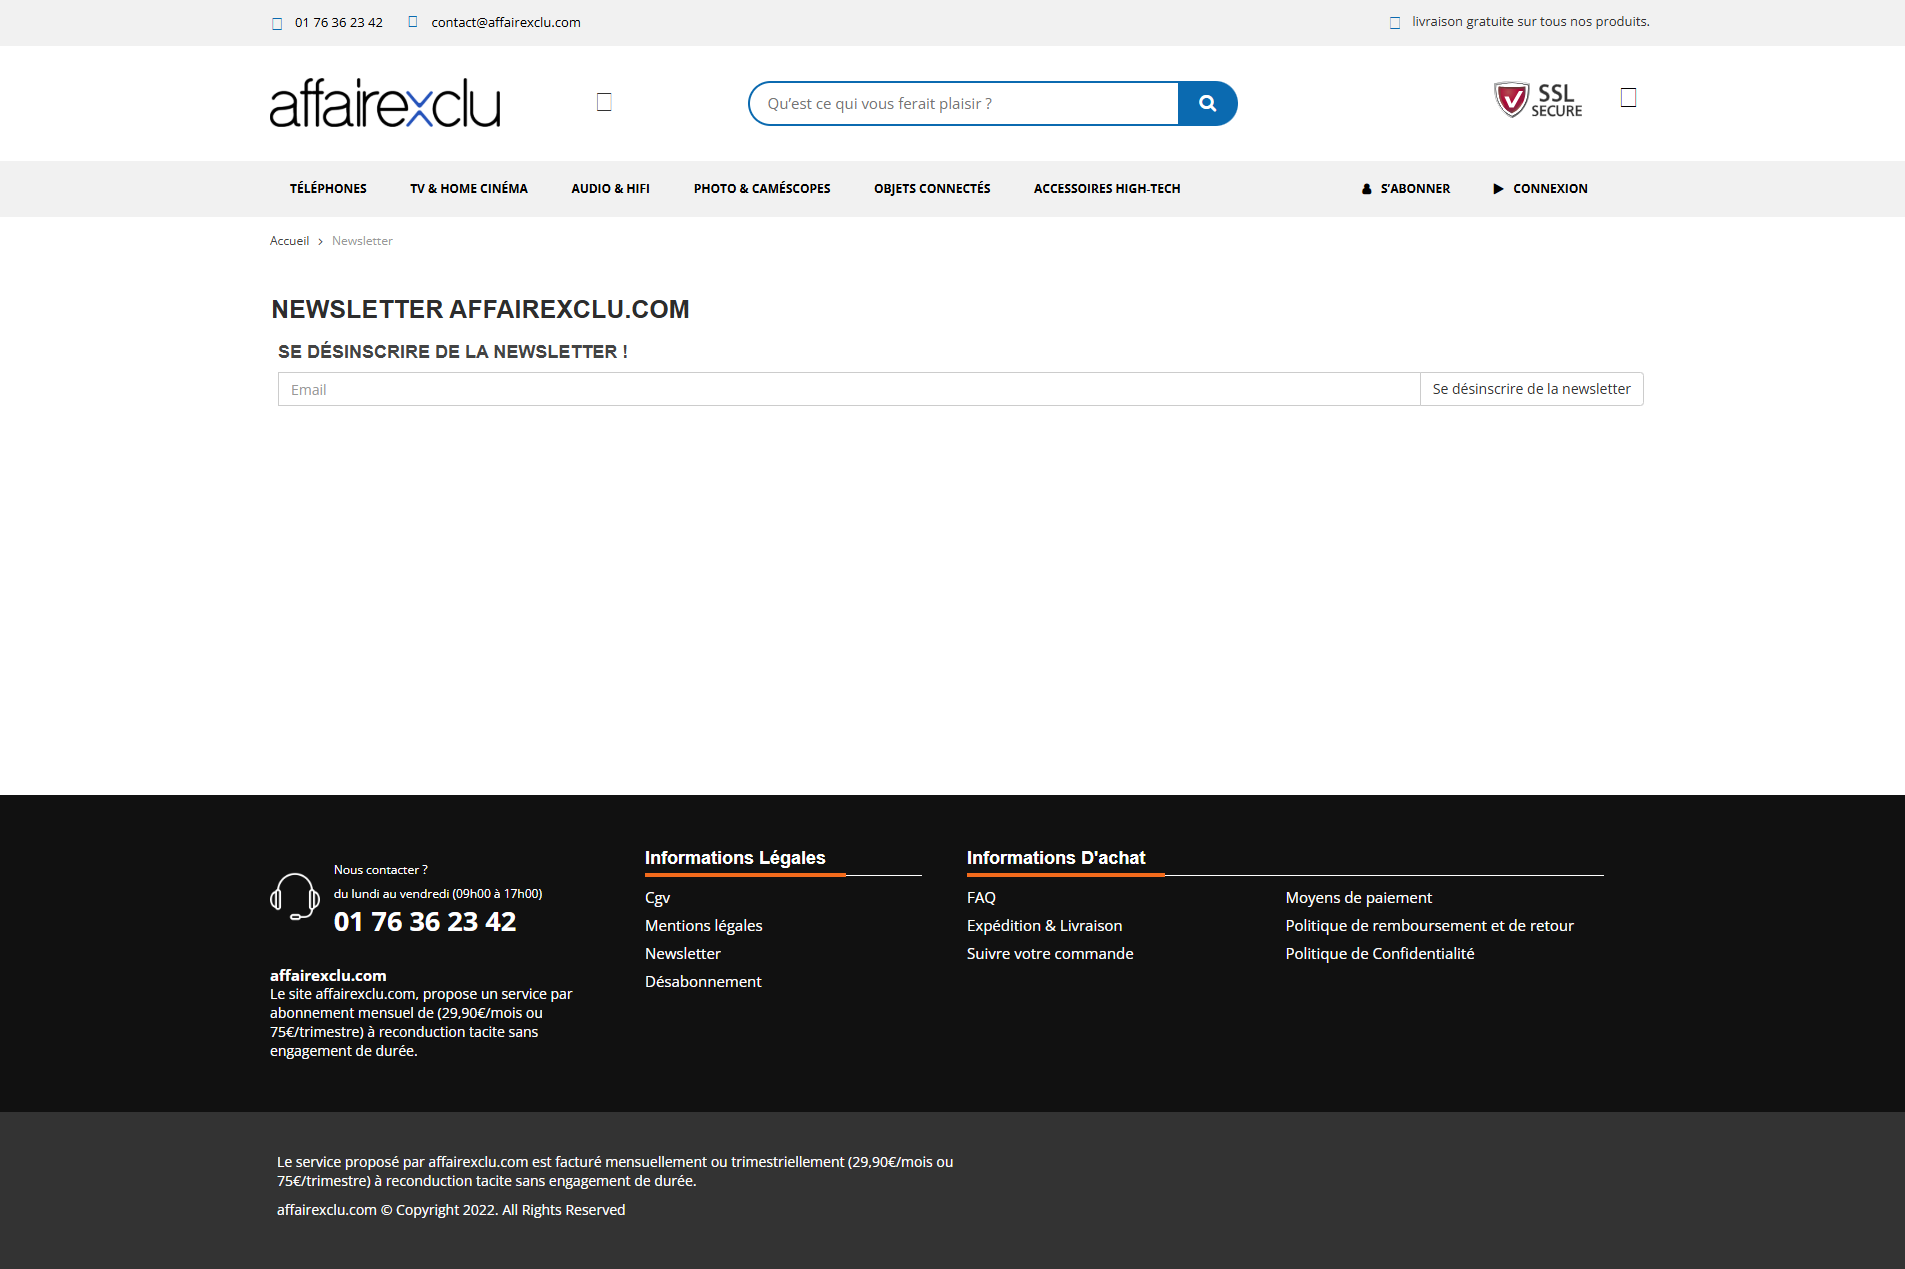 01 76 36 23 42 contact@affairexclu.com livraison gratuite sur tous nos produits.
affairexclu Qu’est ce qui vous ferait plaisir ? SSL SECURE
TÉLÉPHONES TV & HOME CINÉMA AUDIO & HIFI PHOTO & CAMÉSCOPES OBJETS CONNECTÉS ACCESSOIRES HIGH-TECH S’ABONNER CONNEXION
Accueil > Newsletter
NEWSLETTER AFFAIREXCLU.COM
SE DÉSINSCRIRE DE LA NEWSLETTER !
Email Se désinscrire de la newsletter
Nous contacter ?
du lundi au vendredi (09h00 à 17h00)
01 76 36 23 42
affairexclu.com
Le site affairexclu.com, propose un service par
abonnement mensuel de (29,90€/mois ou
75€/trimestre) à reconduction tacite sans
engagement de durée.
Informations Légales
Cgv
Mentions légales
Newsletter
Désabonnement
Informations D'achat
FAQ
Expédition & Livraison
Suivre votre commande
Moyens de paiement
Politique de remboursement et de retour
Politique de Confidentialité
Le service proposé par affairexclu.com est facturé mensuellement ou trimestriellement (29,90€/mois ou
75€/trimestre) à reconduction tacite sans engagement de durée.
affairexclu.com © Copyright 2022. All Rights Reserved